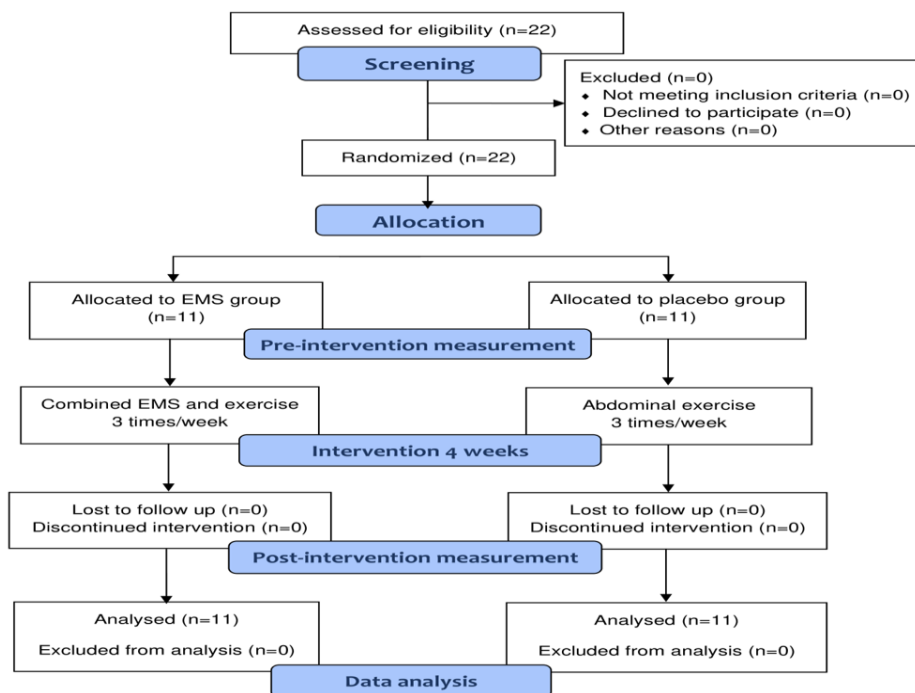 Assessed for eligibility (n=22)
Screening
Excluded (n=0)
◆ Not meeting inclusion criteria (n=0)
◆ Declined to participate (n=0)
◆ Other reasons (n=0)
Randomized (n=22)
Allocation
Allocated to EMS group
(n=11)
Allocated to placebo group
(n=11)
Pre-intervention measurement
Combined EMS and exercise
3 times/week
Abdominal exercise
3 times/week
Intervention 4 weeks
Lost to follow up (n=0)
Discontinued intervention (n=0)
Lost to follow up (n=0)
Discontinued intervention (n=0)
Post-intervention measurement
Analysed (n=11)
Excluded from analysis (n=0)
Analysed (n=11)
Excluded from analysis (n=0)
Data analysis